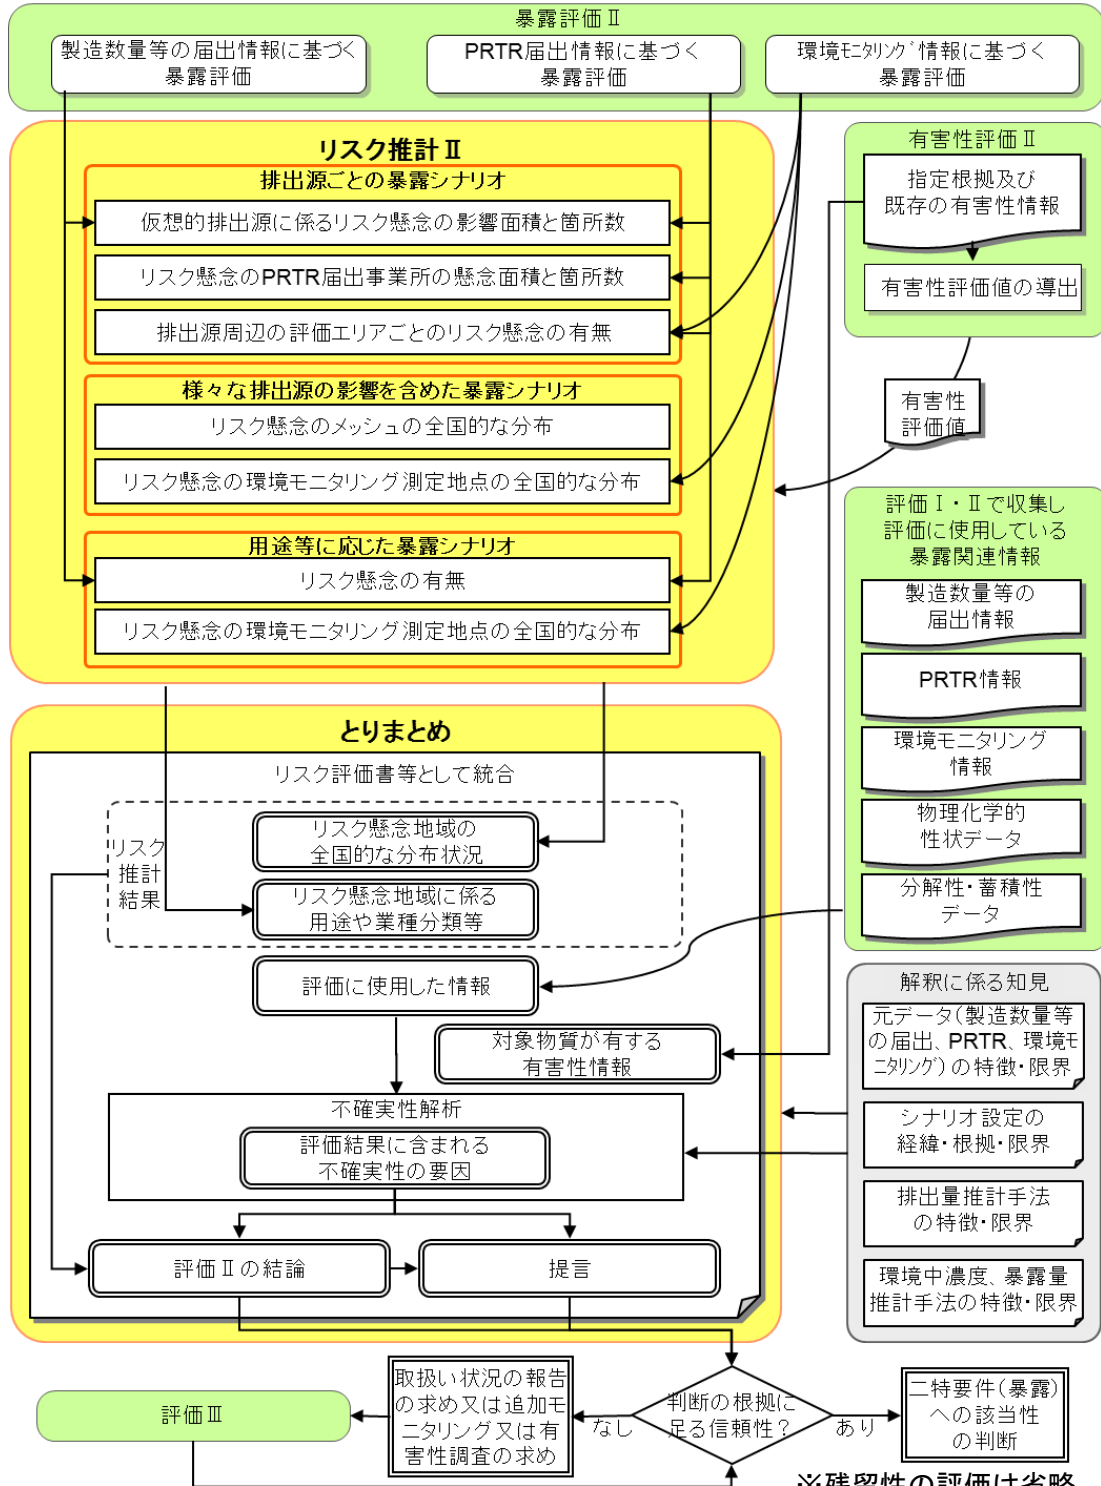 暴露評価Ⅱ
製造数量等の届出情報に基づく
暴露評価
PRTR届出情報に基づく
暴露評価
環境ﾓﾆﾀﾘﾝｸﾞ情報に基づく
暴露評価
リスク推計Ⅱ
排出源ごとの暴露シナリオ
仮想的排出源に係るリスク懸念の影響面積と箇所数
リスク懸念のPRTR届出事業所の懸念面積と箇所数
排出源周辺の評価エリアごとのリスク懸念の有無
様々な排出源の影響を含めた暴露シナリオ
リスク懸念のメッシュの全国的な分布
リスク懸念の環境モニタリング測定地点の全国的な分布
用途等に応じた暴露シナリオ
リスク懸念の有無
リスク懸念の環境モニタリング測定地点の全国的な分布
有害性評価Ⅱ
指定根拠及び
既存の有害性情報
有害性評価値の導出
有害性
評価値
評価Ⅰ・Ⅱで収集し
評価に使用している
暴露関連情報
製造数量等の
届出情報
PRTR情報
環境モニタリング
情報
物理化学的
性状データ
分解性・蓄積性
データ
とりまとめ
リスク評価書等として統合
リスク
推計
結果
リスク懸念地域の
全国的な分布状況
リスク懸念地域に係る
用途や業種分類等
評価に使用した情報
対象物質が有する
有害性情報
不確実性解析
評価結果に含まれる
不確実性の要因
評価Ⅱの結論
提言
解釈に係る知見
元データ(製造数量等
の届出、PRTR、環境ﾓ
ﾆﾀﾘﾝｸﾞ)の特徴・限界
シナリオ設定の
経緯・根拠・限界
排出量推計手法
の特徴・限界
環境中濃度、暴露量
推計手法の特徴・限界
評価Ⅲ
取扱い状況の報告
の求め又は追加モ
ニタリング又は有
害性調査の求め
なし
判断の根拠に
足る信頼性？
あり
二特要件(暴露)
への該当性
の判断
※残留性の評価は省略